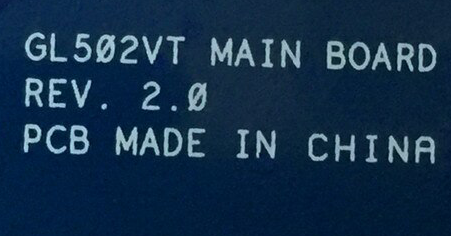 GL502VT MAIN BOARD
REV. 2.0
PCB MADE IN CHINA